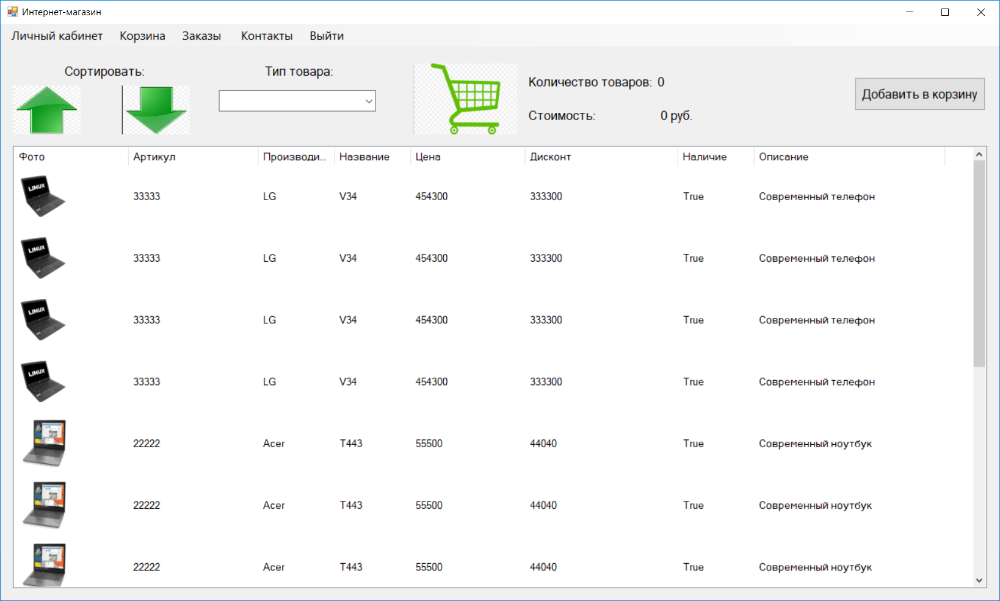 Интернет-магазин
Личный кабинет Корзина Заказы Контакты Выйти
Сортировать: Тип товара:
Количество товаров: 0
Добавить в корзину
Стоимость: 0 руб.
Фото Артикул Производи... Название Цена Дисконт Наличие Описание
LINUX 33333 LG V34 454300 333300 True Современный телефон
LINUX 33333 LG V34 454300 333300 True Современный телефон
LINUX 33333 LG V34 454300 333300 True Современный телефон
LINUX 33333 LG V34 454300 333300 True Современный телефон
22222 Acer T443 55500 44040 True Современный ноутбук
22222 Acer T443 55500 44040 True Современный ноутбук
22222 Acer T443 55500 44040 True Современный ноутбук